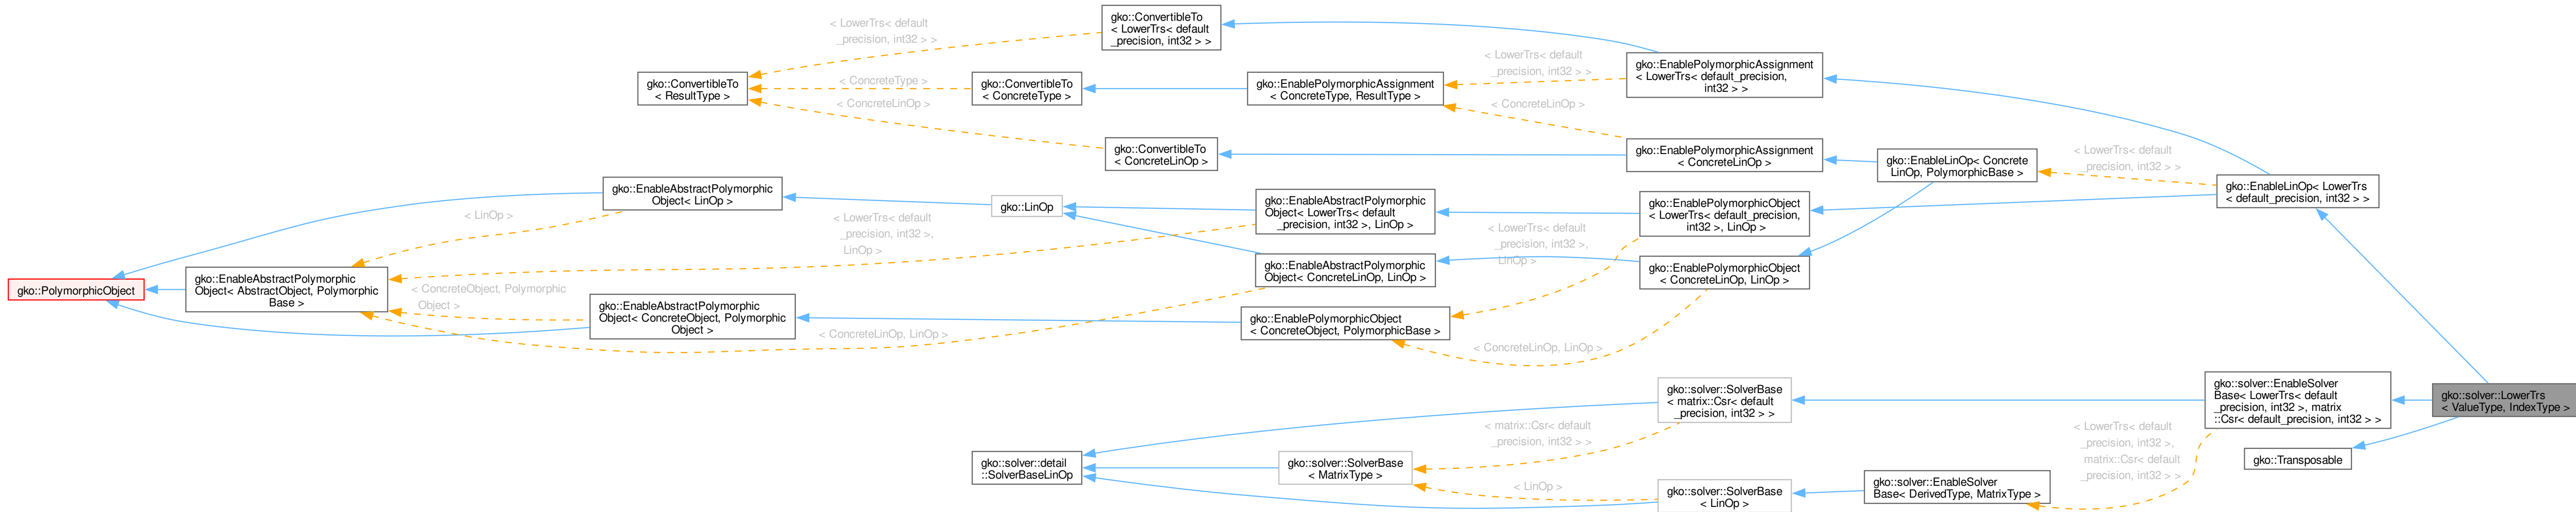 gko::PolymorphicObject
gko::EnableAbstractPolymorphic
Object< AbstractObject, Polymorphic
Base >
gko::EnableAbstractPolymorphic
Object< LinOp >
< LinOp >
< ConcreteObject, Polymorphic
Object >
gko::EnableAbstractPolymorphic
Object< ConcreteObject, Polymorphic
Object >
gko::ConvertibleTo
< ResultType >
< LowerTrs< default
_precision, int32 > >
< ConcreteType >
< ConcreteLinOp >
< LowerTrs< default
_precision, int32 >,
LinOp >
< ConcreteLinOp, LinOp >
gko::ConvertibleTo
< LowerTrs< default
_precision, int32 > >
gko::ConvertibleTo
< ConcreteType >
gko::ConvertibleTo
< ConcreteLinOp >
gko::LinOp
gko::solver::detail
::SolverBaseLinOp
gko::EnablePolymorphicAssignment
< ConcreteType, ResultType >
gko::EnableAbstractPolymorphic
Object< LowerTrs< default
_precision, int32 >, LinOp >
gko::EnableAbstractPolymorphic
Object< ConcreteLinOp, LinOp >
gko::EnablePolymorphicObject
< ConcreteObject, PolymorphicBase >
gko::solver::SolverBase
< MatrixType >
< LowerTrs< default
_precision, int32 > >
< ConcreteLinOp >
< LowerTrs< default
_precision, int32 >,
LinOp >
< ConcreteLinOp, LinOp >
< matrix::Csr< default
_precision, int32 > >
< LinOp >
gko::EnablePolymorphicAssignment
< LowerTrs< default_precision,
int32 > >
gko::EnablePolymorphicAssignment
< ConcreteLinOp >
gko::EnablePolymorphicObject
< LowerTrs< default_precision,
int32 >, LinOp >
gko::EnablePolymorphicObject
< ConcreteLinOp, LinOp >
gko::solver::SolverBase
< matrix::Csr< default
_precision, int32 > >
gko::solver::SolverBase
< LinOp >
gko::EnableLinOp< Concrete
LinOp, PolymorphicBase >
gko::solver::EnableSolver
Base< DerivedType, MatrixType >
< LowerTrs< default
_precision, int32 > >
< LowerTrs< default
_precision, int32 >,
matrix::Csr< default
_precision, int32 > >
gko::EnableLinOp< LowerTrs
< default_precision, int32 > >
gko::solver::EnableSolver
Base< LowerTrs< default
_precision, int32 >, matrix
::Csr< default_precision, int32 > >
gko::Transposable
gko::solver::LowerTrs
< ValueType, IndexType >